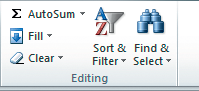 Σ AutoSum
Fill
Clear
Sort & Filter
Find & Select
Editing